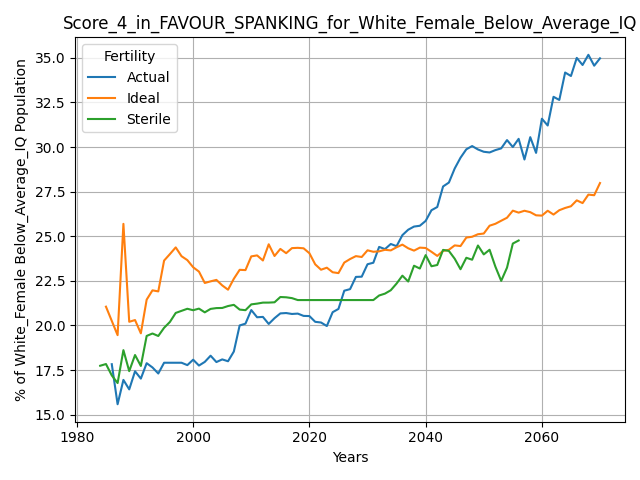 Score_4_in_FAVOUR_SPANKING_for_White_Female_Below_Average_IQ
% of White_Female Below_Average_IQ Population
35.0
32.5
30.0
27.5
25.0
22.5
20.0
17.5
15.0
Fertility
Actual
Ideal
Sterile
1980
2000
2020
2040
2060
Years